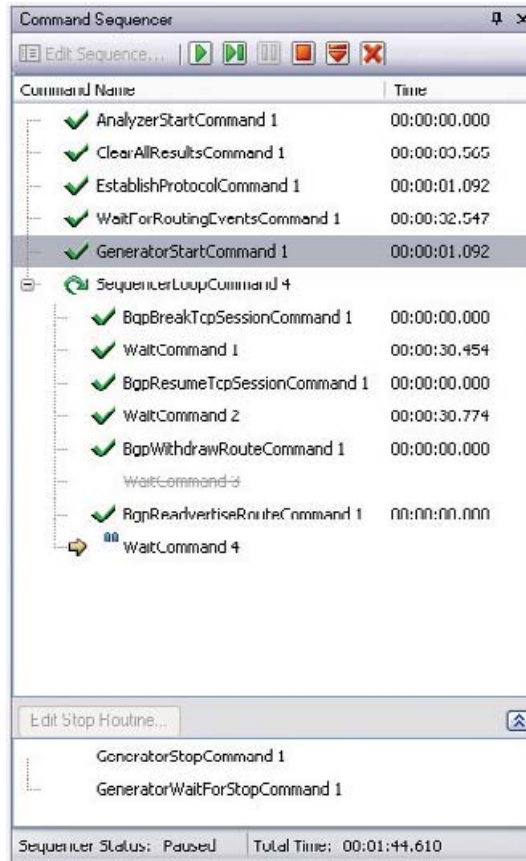 Command Sequencer
Edit Sequence...
Command Name Time
AnalyzerStartCommand 1 00:00:00.000
ClearAllResultsCommand 1 00:00:03.565
EstablishProtocolCommand 1 00:00:01.092
WaitForRoutingEventsCommand 1 00:00:32.547
GeneratorStartCommand 1 00:00:01.092
SequencerLoopCommand 4
BgpBreakTcpSessionCommand 1 00:00:00.000
WaitCommand 1 00:00:30.454
BgpResumeTcpSessionCommand 1 00:00:00.000
WaitCommand 2 00:00:30.774
BgpWithdrawRouteCommand 1 00:00:00.000
WaitCommand 3
BgpReadvertiseRouteCommand 1 00:00:00.000
WaitCommand 4
Edit Stop Routine...
GeneratorStopCommand 1
GeneratorWaitForStopCommand 1
Sequencer Status: Paused Total Time: 00:01:44.610